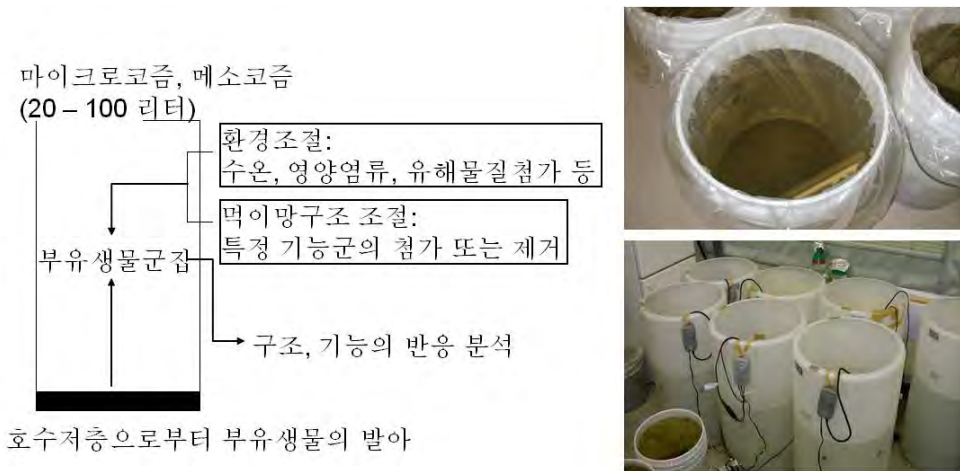 마이크로코즘, 메소코즘
(20 – 100 리터)
환경조절:
수온, 영양염류, 유해물질첨가 등
먹이망구조 조절:
특정 기능군의 첨가 또는 제거
부유생물군집
구조, 기능의 반응 분석
호수저층으로부터 부유생물의 발아